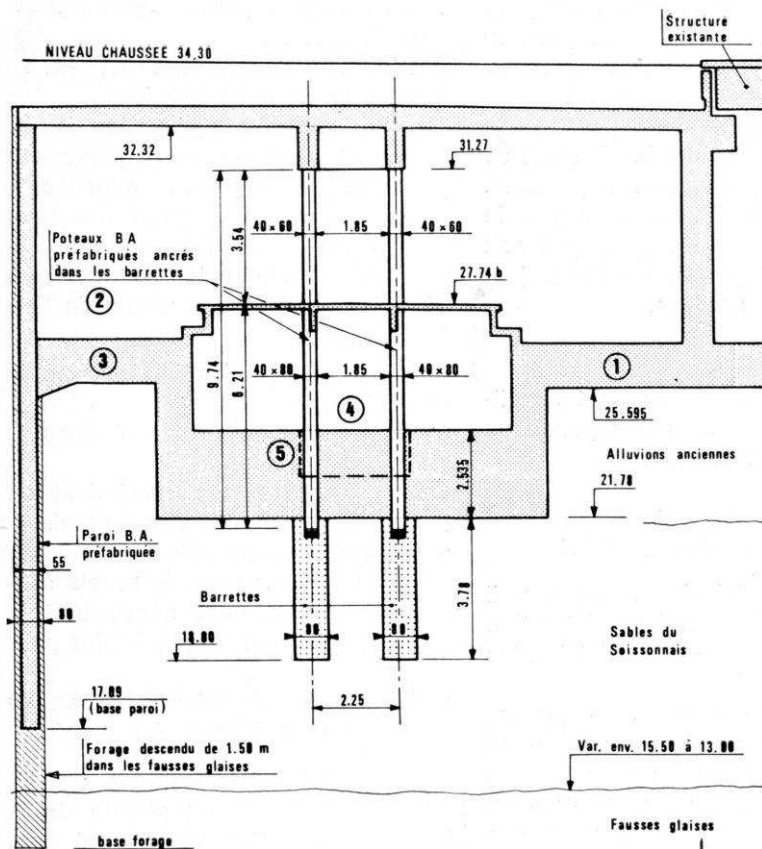 Structure
existante
NIVEAU CHAUSSEE 34,30
32.32
31.27
3.54
40×60
1.85
40×60
Poteaux B A
préfabriqués ancrés
dans les barrettes
27.74 b
2
3
9.74
6.21
40×80
1.85
40×80
1
4
25.595
5
Alluvions anciennes
2,535
21.78
Paroi B.A.
préfabriquée
55
80
Barrettes
3.78
18.00
80
80
Sables du
Soissonnais
17.89
(base paroi)
2.25
Forage descendu de 1.50 m
dans les fausses glaises
Var. env. 15.50 à 13.00
Fausses glaises
base forage